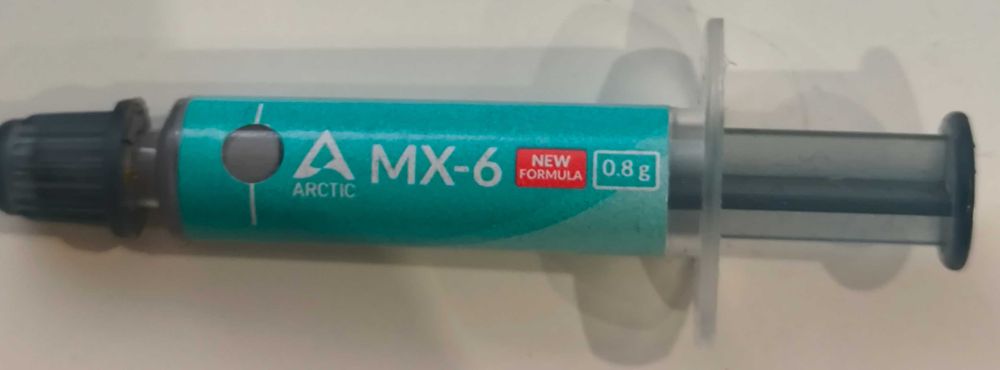 ARCTIC
MX-6
NEW
FORMULA
0.8 g